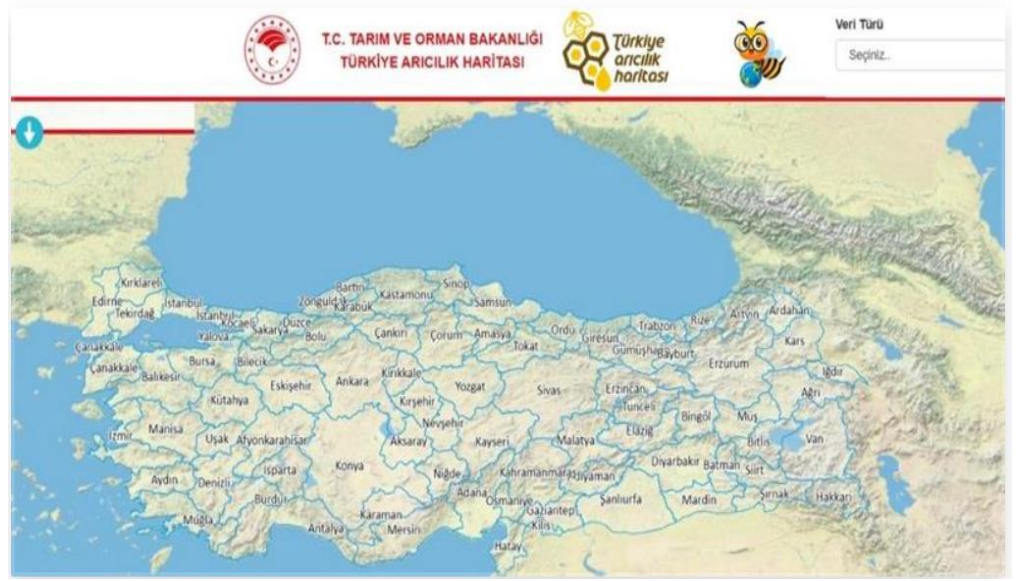 T.C. TARIM VE ORMAN BAKANLIĞI
TÜRKİYE ARICILIK HARİTASI
Türkiye
arıcılık
haritası
Veri Türü
Seçiniz..
Kırklareli
Edirne
Tekirdağ
İstanbul
İstanbul
Kocaeli
Yalova
Sakarya
Düzce
Bolu
Zonguldak
Bartın
Karabük
Kastamonu
Sinop
Samsun
Çankırı
Çorum
Amasya
Tokat
Ordu
Giresun
Trabzon
Rize
Artvin
Ardahan
Gümüşhane
Bayburt
Kars
Erzurum
Iğdır
Ağrı
Çanakkale
Çanakkale
Balıkesir
Bursa
Bilecik
Eskişehir
Ankara
Kırıkkale
Kırşehir
Yozgat
Sivas
Erzincan
Tunceli
Bingöl
Muş
Kütahya
Manisa
İzmir
Uşak
Afyonkarahisar
Nevşehir
Aksaray
Kayseri
Malatya
Elazığ
Bitlis
Van
Konya
Isparta
Aydın
Denizli
Burdur
Muğla
Antalya
Karaman
Mersin
Niğde
Adana
Osmaniye
Kahramanmaraş
Adıyaman
Gaziantep
Kilis
Hatay
Şanlıurfa
Diyarbakır
Batman
Siirt
Mardin
Şırnak
Hakkari